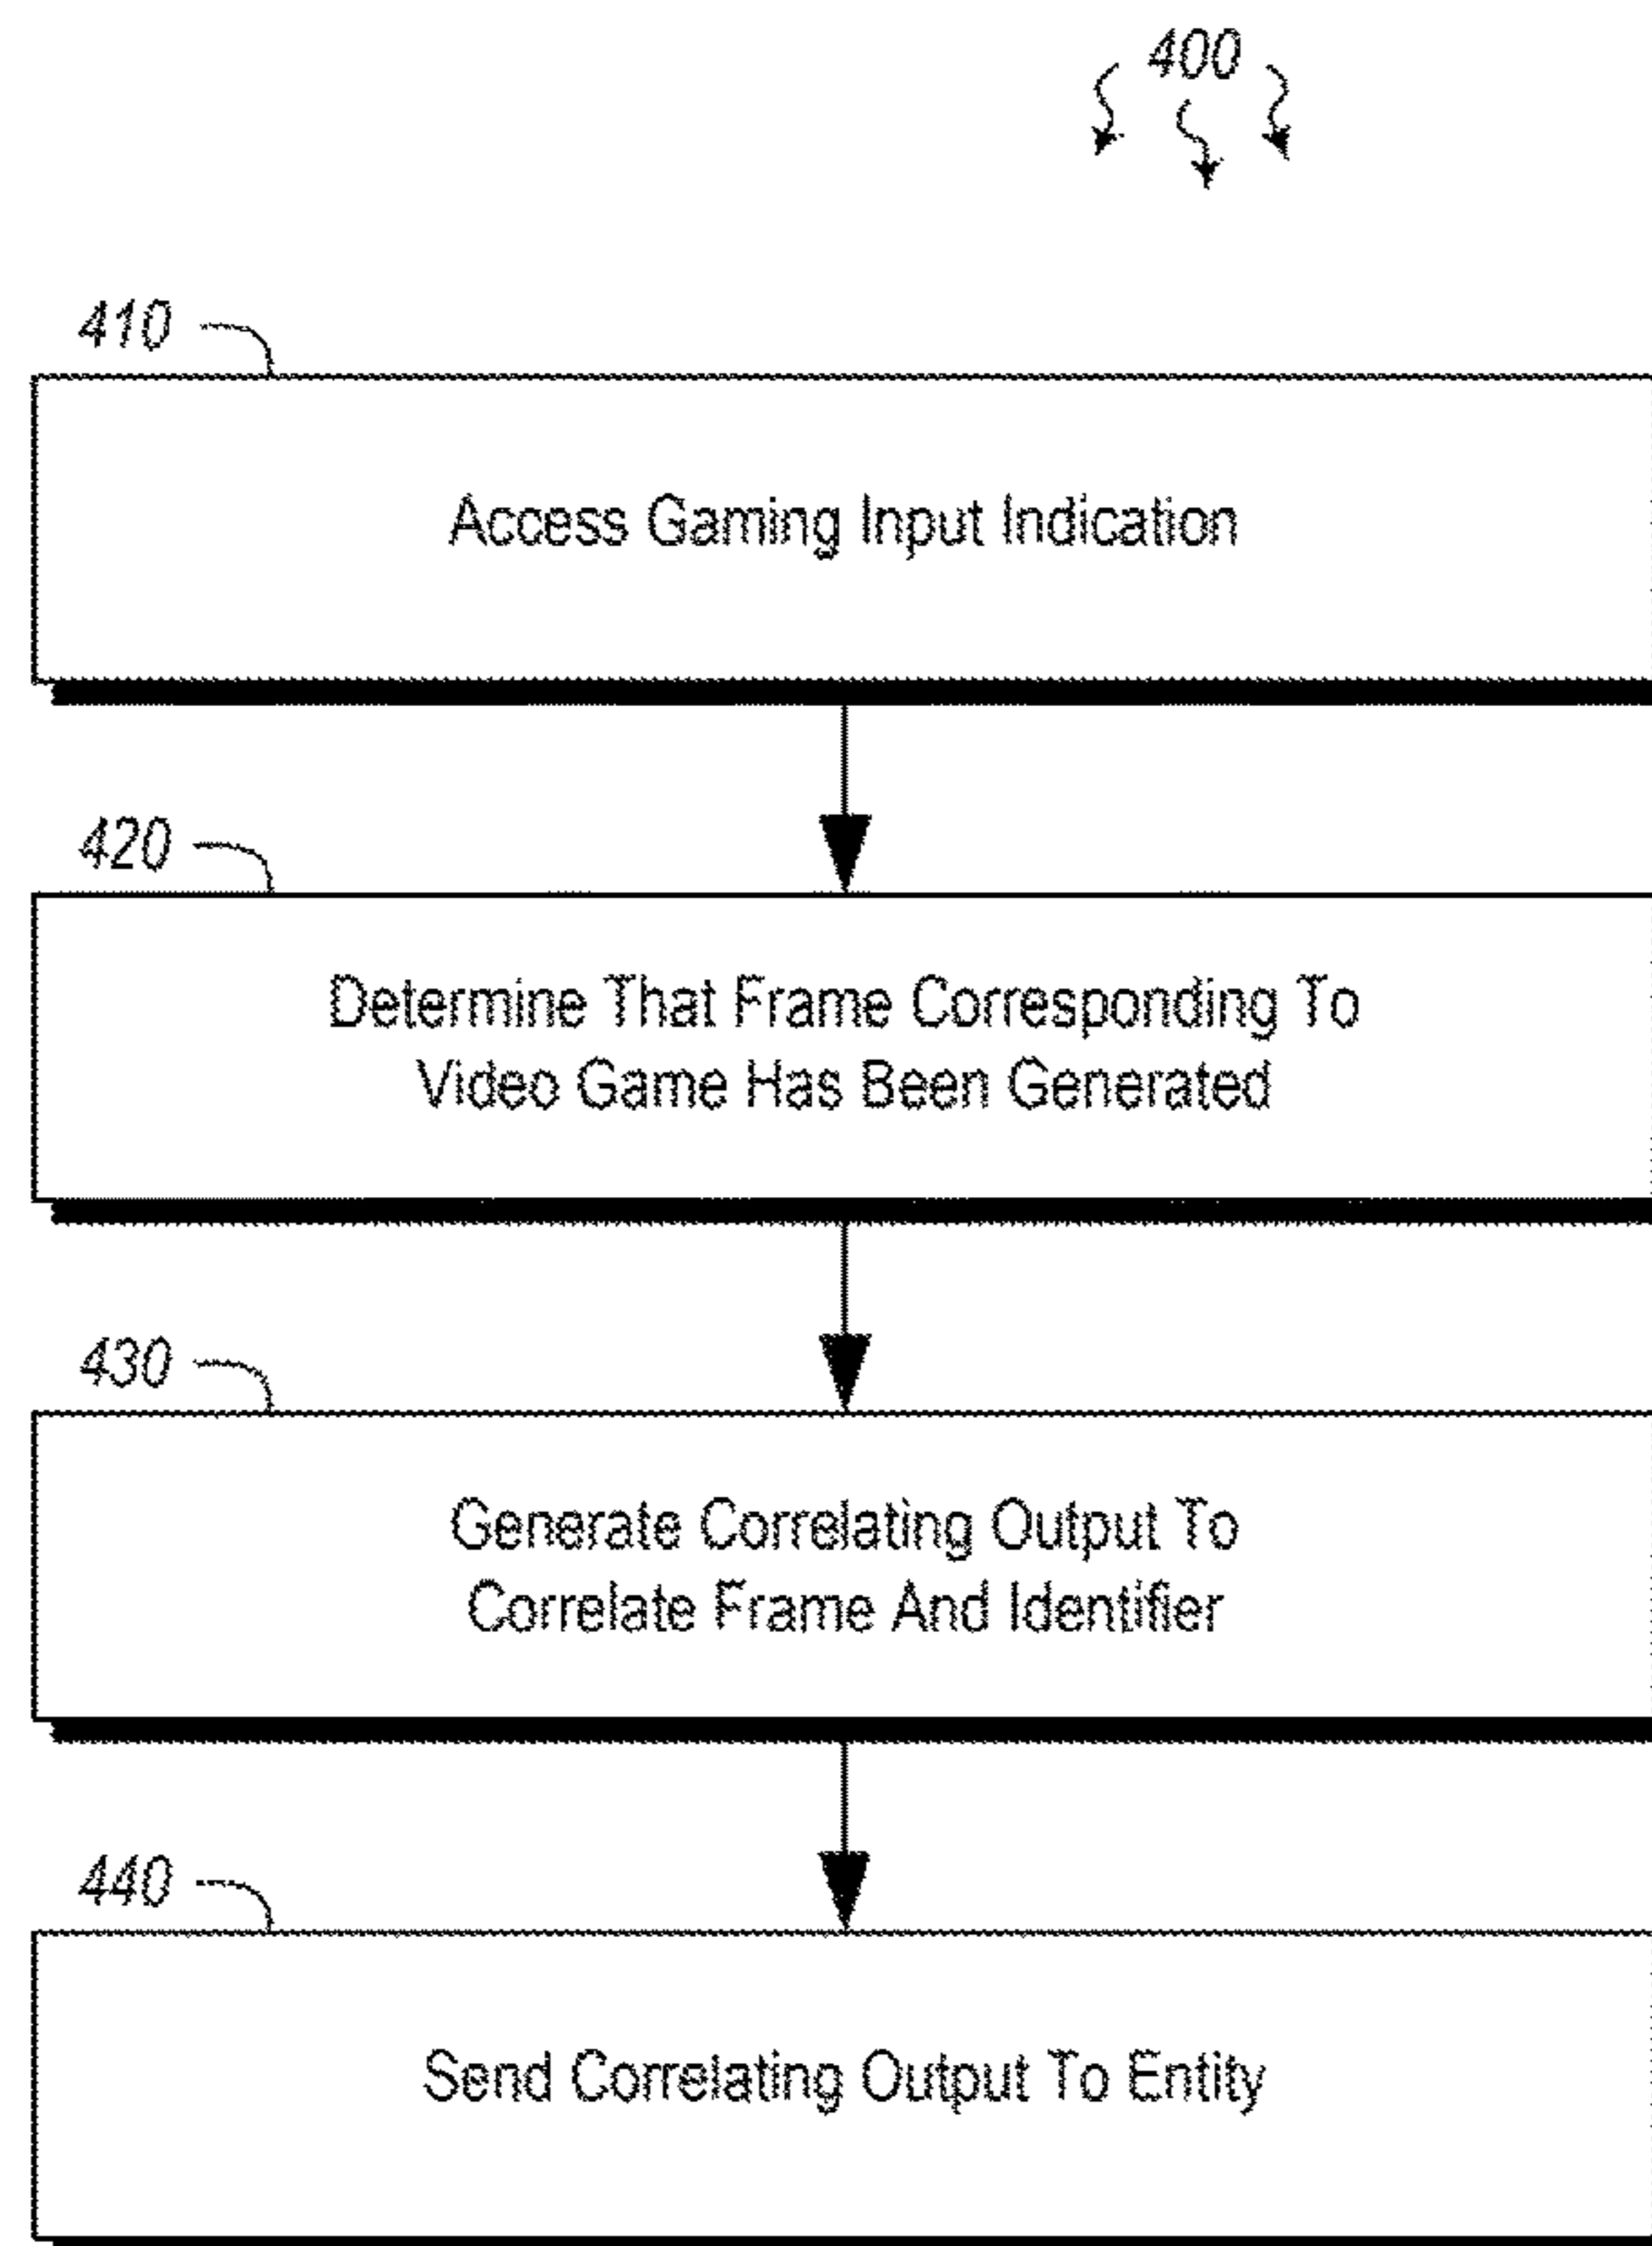 400
410
Access Gaming Input Indication
420
Determine That Frame Corresponding To
Video Game Has Been Generated
430
Generate Correlating Output To
Correlate Frame And Identifier
440
Send Correlating Output To Entity